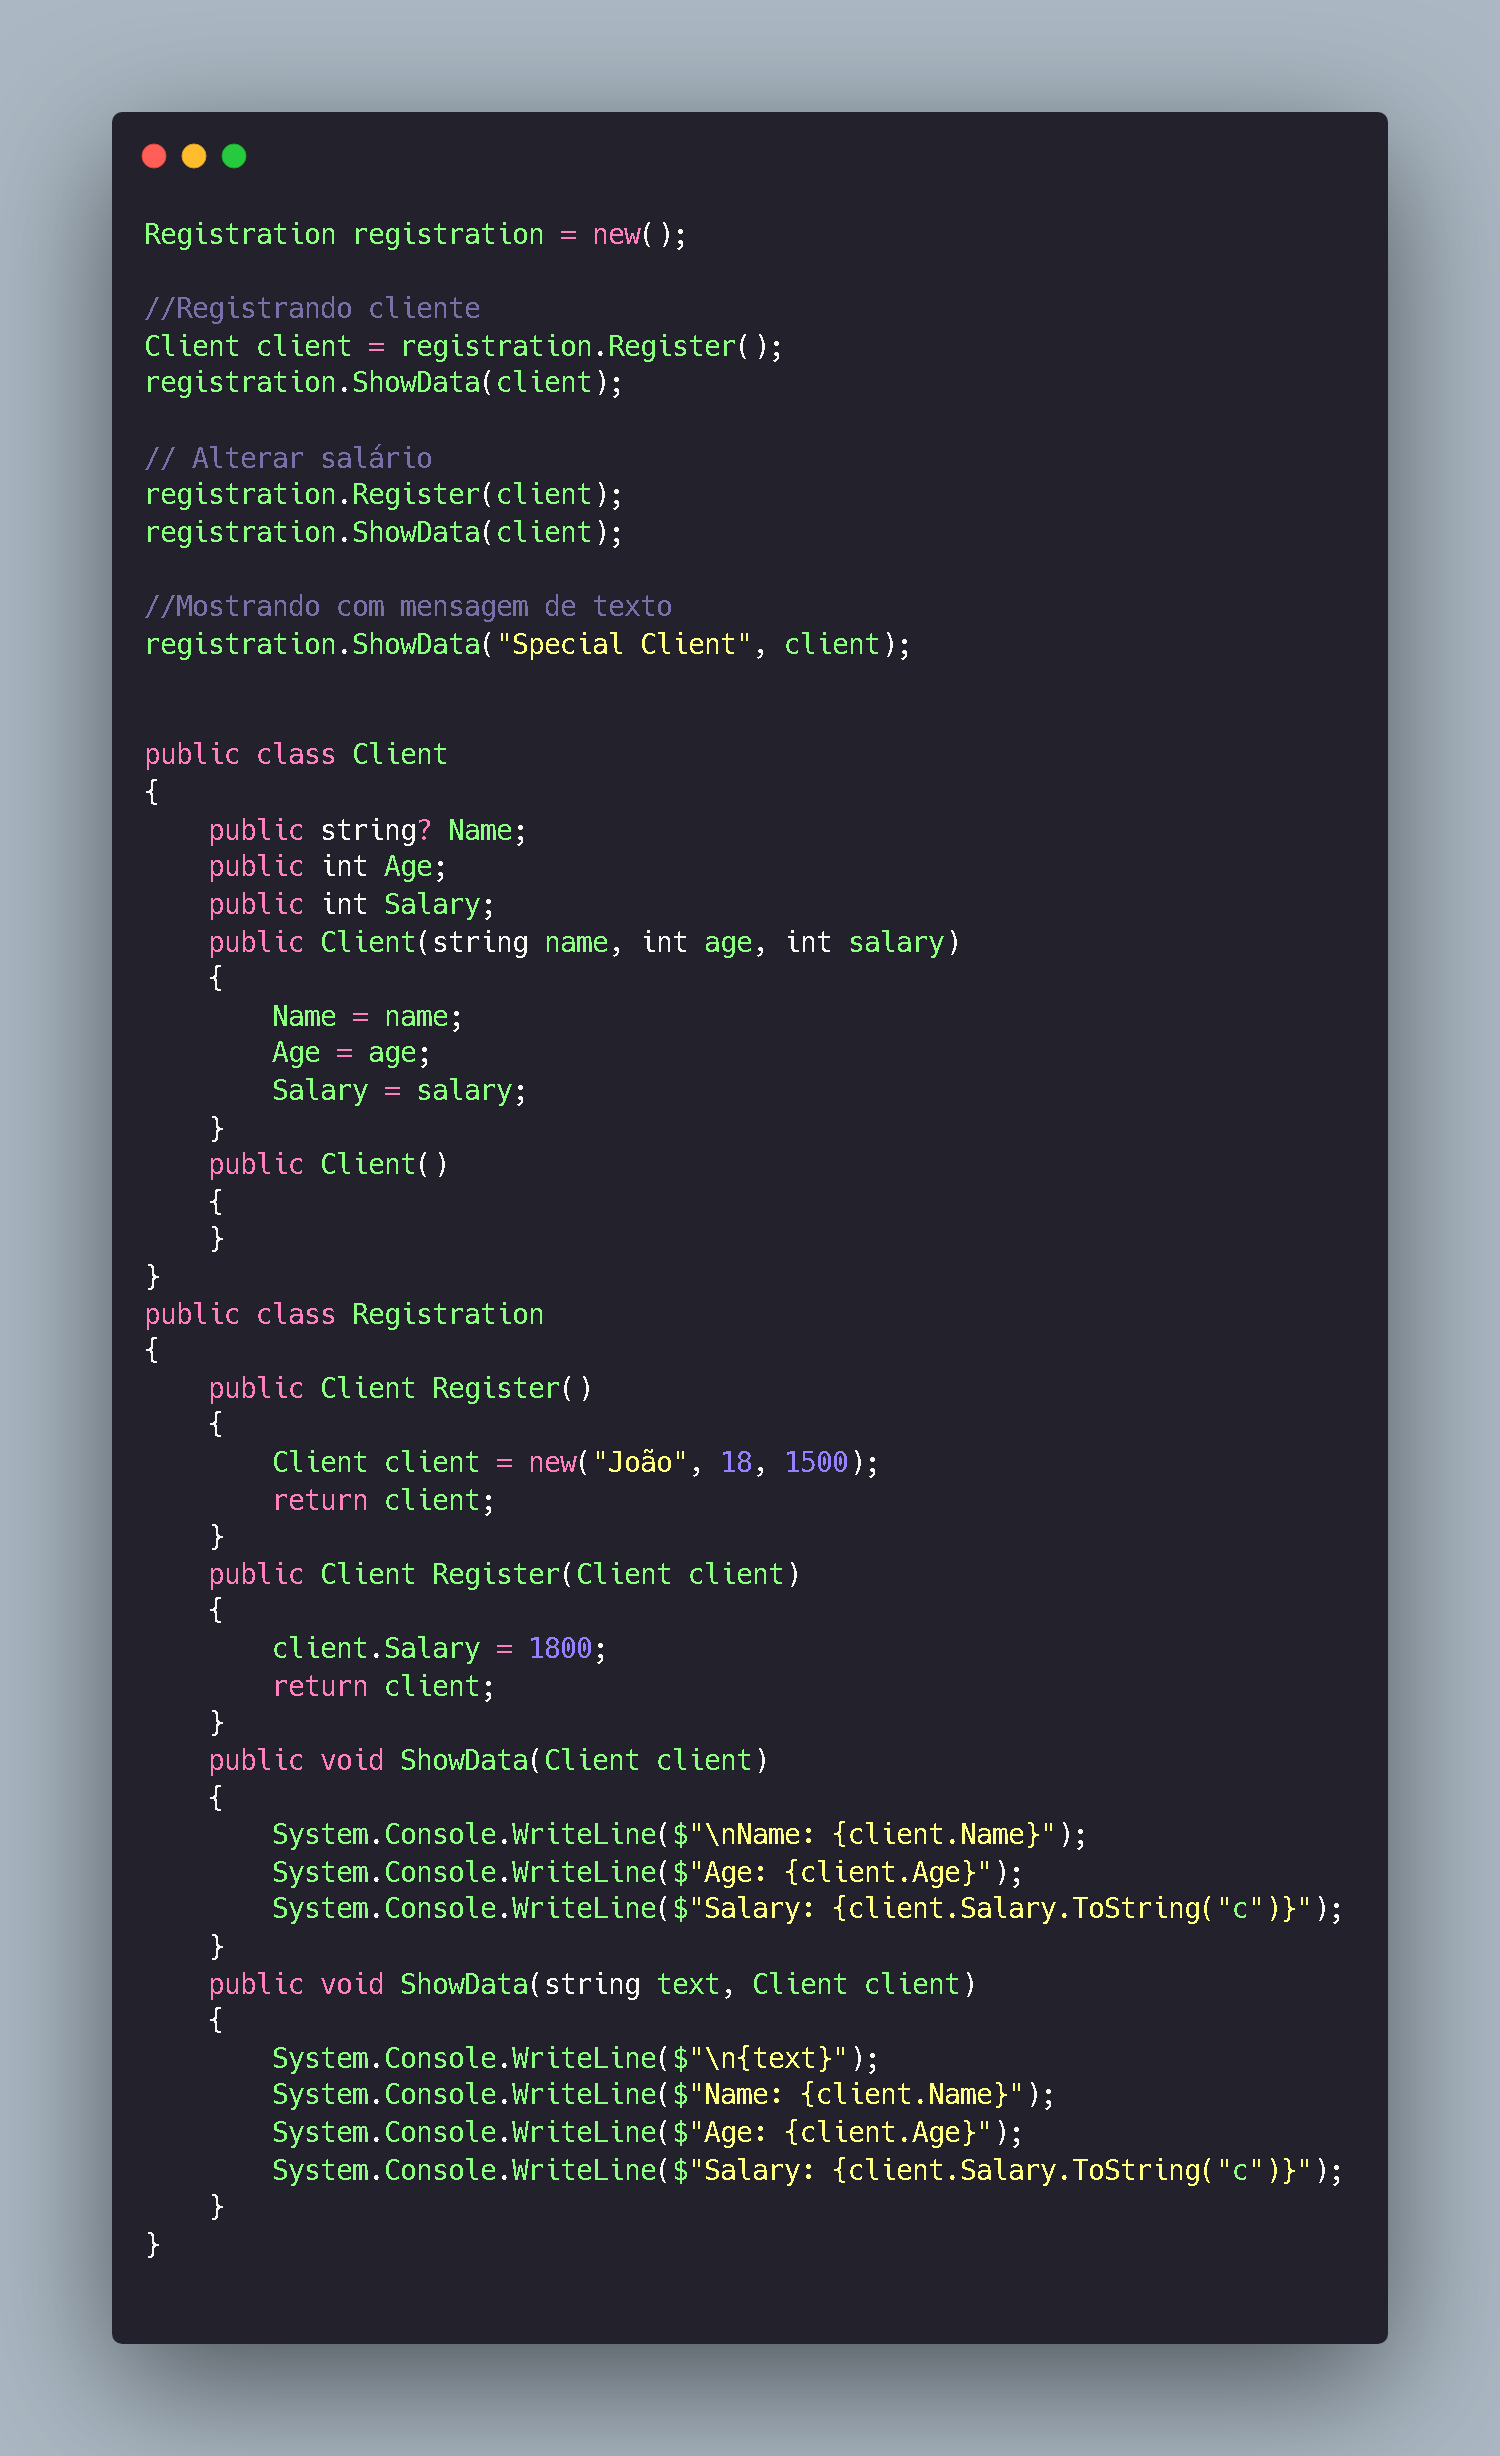 Registration registration = new();

//Registrando cliente
Client client = registration.Register();
registration.ShowData(client);

// Alterar salário
registration.Register(client);
registration.ShowData(client);

//Mostrando com mensagem de texto
registration.ShowData("Special Client", client);


public class Client
{
    public string? Name;
    public int Age;
    public int Salary;
    public Client(string name, int age, int salary)
    {
        Name = name;
        Age = age;
        Salary = salary;
    }
    public Client()
    {
    }
}
public class Registration
{
    public Client Register()
    {
        Client client = new("João", 18, 1500);
        return client;
    }
    public Client Register(Client client)
    {
        client.Salary = 1800;
        return client;
    }
    public void ShowData(Client client)
    {
        System.Console.WriteLine($"\nName: {client.Name}");
        System.Console.WriteLine($"Age: {client.Age}");
        System.Console.WriteLine($"Salary: {client.Salary.ToString("c")}");
    }
    public void ShowData(string text, Client client)
    {
        System.Console.WriteLine($"\n{text}");
        System.Console.WriteLine($"Name: {client.Name}");
        System.Console.WriteLine($"Age: {client.Age}");
        System.Console.WriteLine($"Salary: {client.Salary.ToString("c")}");
    }
}